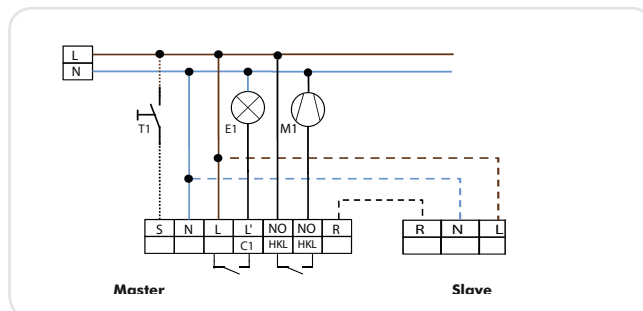 L
N
T1
E1
M1
S N L L' NO NO R
C1 HKL HKL
R N L
Master
Slave